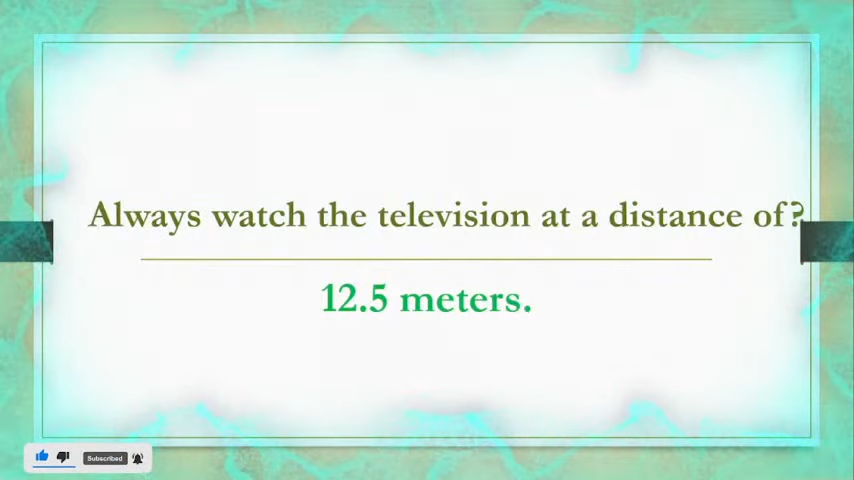 Always watch the television at a distance of?
12.5 meters.
Subscribed